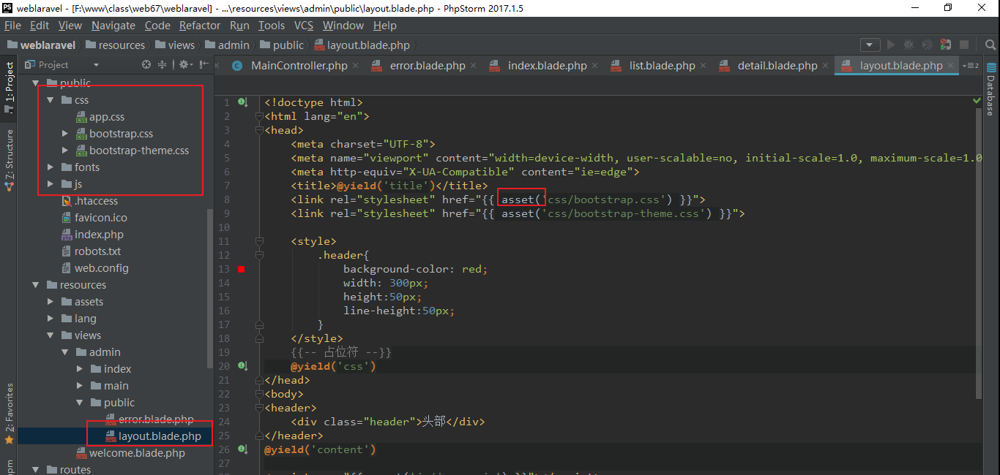 weblaravel - [F:\www\class\web67\weblaravel] - ...\resources\views\admin\public\layout.blade.php - PhpStorm 2017.1.5
File Edit View Navigate Code Refactor Run Tools VCS Window Help
weblaravel resources views admin public layout.blade.php
Project
MainController.php error.blade.php index.blade.php list.blade.php detail.blade.php layout.blade.php 2
1: Project
7: Structure
2: Favorites
npm
Database
public
css
app.css
bootstrap.css
bootstrap-theme.css
fonts
js
.htaccess
favicon.ico
index.php
robots.txt
web.config
resources
assets
lang
views
admin
index
main
public
error.blade.php
layout.blade.php
welcome.blade.php
routes
1 <!doctype html>
2 <html lang="en">
3 <head>
4 <meta charset="UTF-8">
5 <meta name="viewport" content="width=device-width, user-scalable=no, initial-scale=1.0, maximum-scale=1.0
6 <meta http-equiv="X-UA-Compatible" content="ie=edge">
7 <title>@yield('title')</title>
8 <link rel="stylesheet" href="{{ asset('css/bootstrap.css') }}">
9 <link rel="stylesheet" href="{{ asset('css/bootstrap-theme.css') }}">
10
11 <style>
12 .header{
13 background-color: red;
14 width: 300px;
15 height:50px;
16 line-height:50px;
17 }
18 </style>
19 {{-- 占位符 --}}
20 @yield('css')
21 </head>
22 <body>
23 <header>
24 <div class="header">头部</div>
25 </header>
26 @yield('content')
27